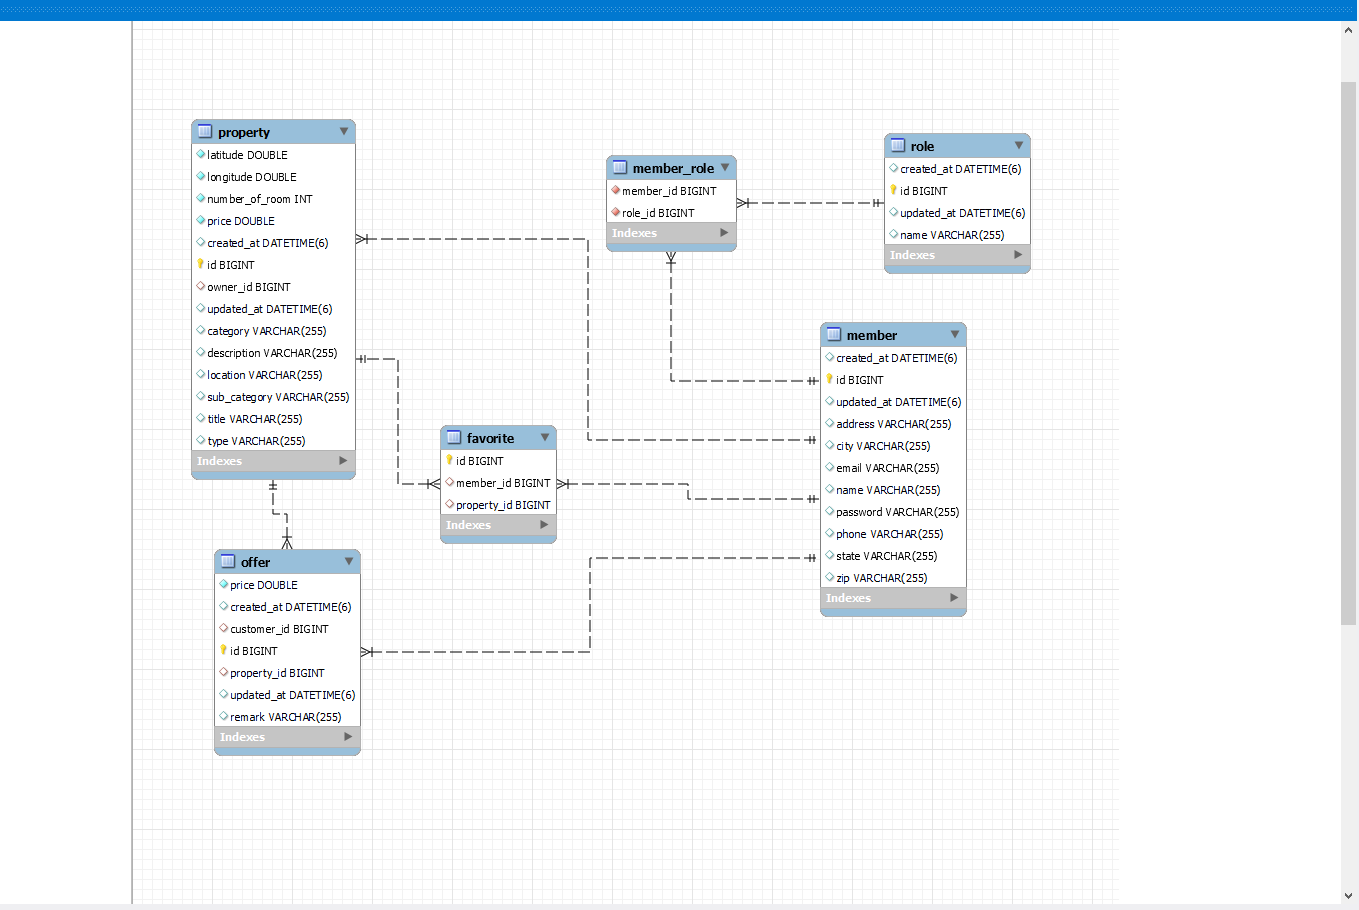 property
latitude DOUBLE
longitude DOUBLE
number_of_room INT
price DOUBLE
created_at DATETIME(6)
id BIGINT
owner_id BIGINT
updated_at DATETIME(6)
category VARCHAR(255)
description VARCHAR(255)
location VARCHAR(255)
sub_category VARCHAR(255)
title VARCHAR(255)
type VARCHAR(255)
Indexes
member_role
member_id BIGINT
role_id BIGINT
Indexes
role
created_at DATETIME(6)
id BIGINT
updated_at DATETIME(6)
name VARCHAR(255)
Indexes
member
created_at DATETIME(6)
id BIGINT
updated_at DATETIME(6)
address VARCHAR(255)
city VARCHAR(255)
email VARCHAR(255)
name VARCHAR(255)
password VARCHAR(255)
phone VARCHAR(255)
state VARCHAR(255)
zip VARCHAR(255)
Indexes
favorite
id BIGINT
member_id BIGINT
property_id BIGINT
Indexes
offer
price DOUBLE
created_at DATETIME(6)
customer_id BIGINT
id BIGINT
property_id BIGINT
updated_at DATETIME(6)
remark VARCHAR(255)
Indexes